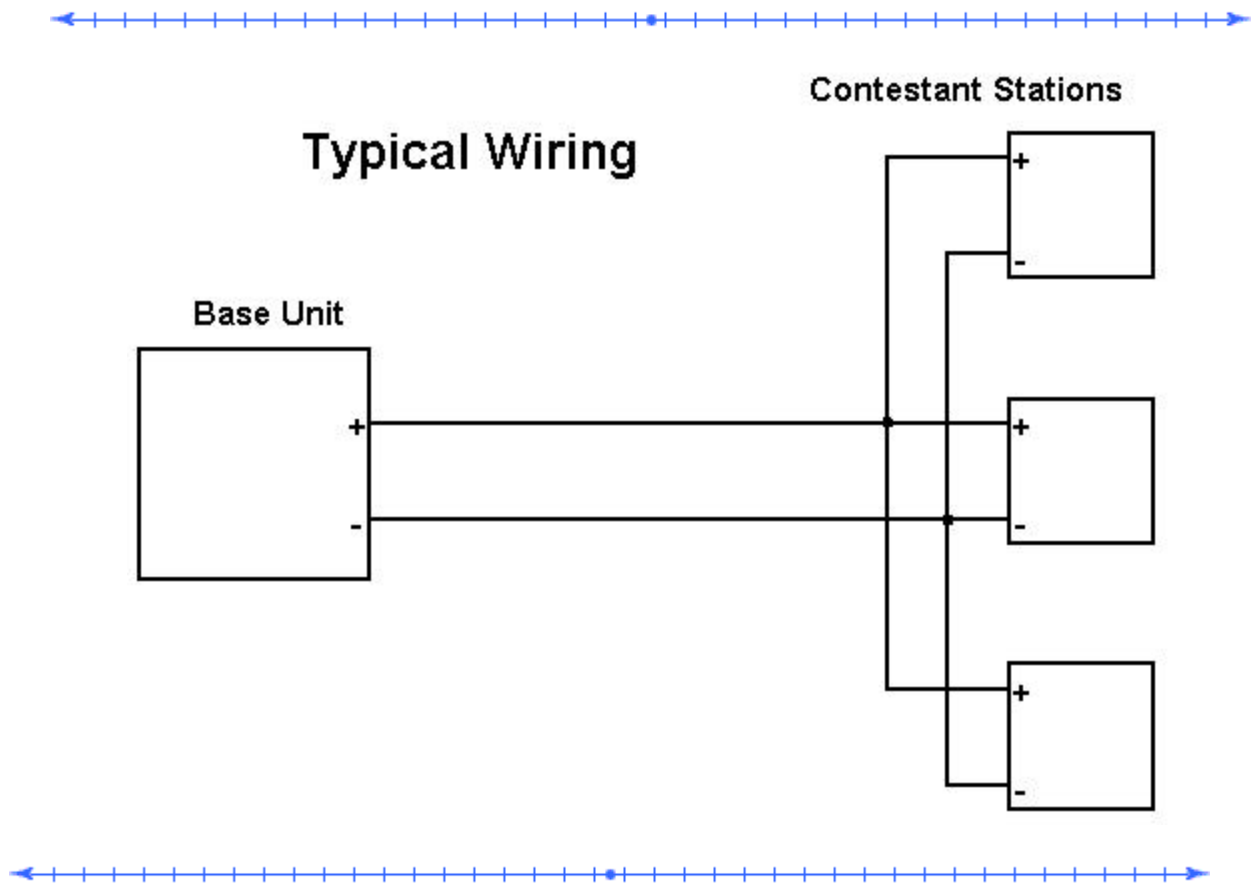 Contestant Stations
Typical Wiring
+
-
Base Unit
+
-
+
-
+
-